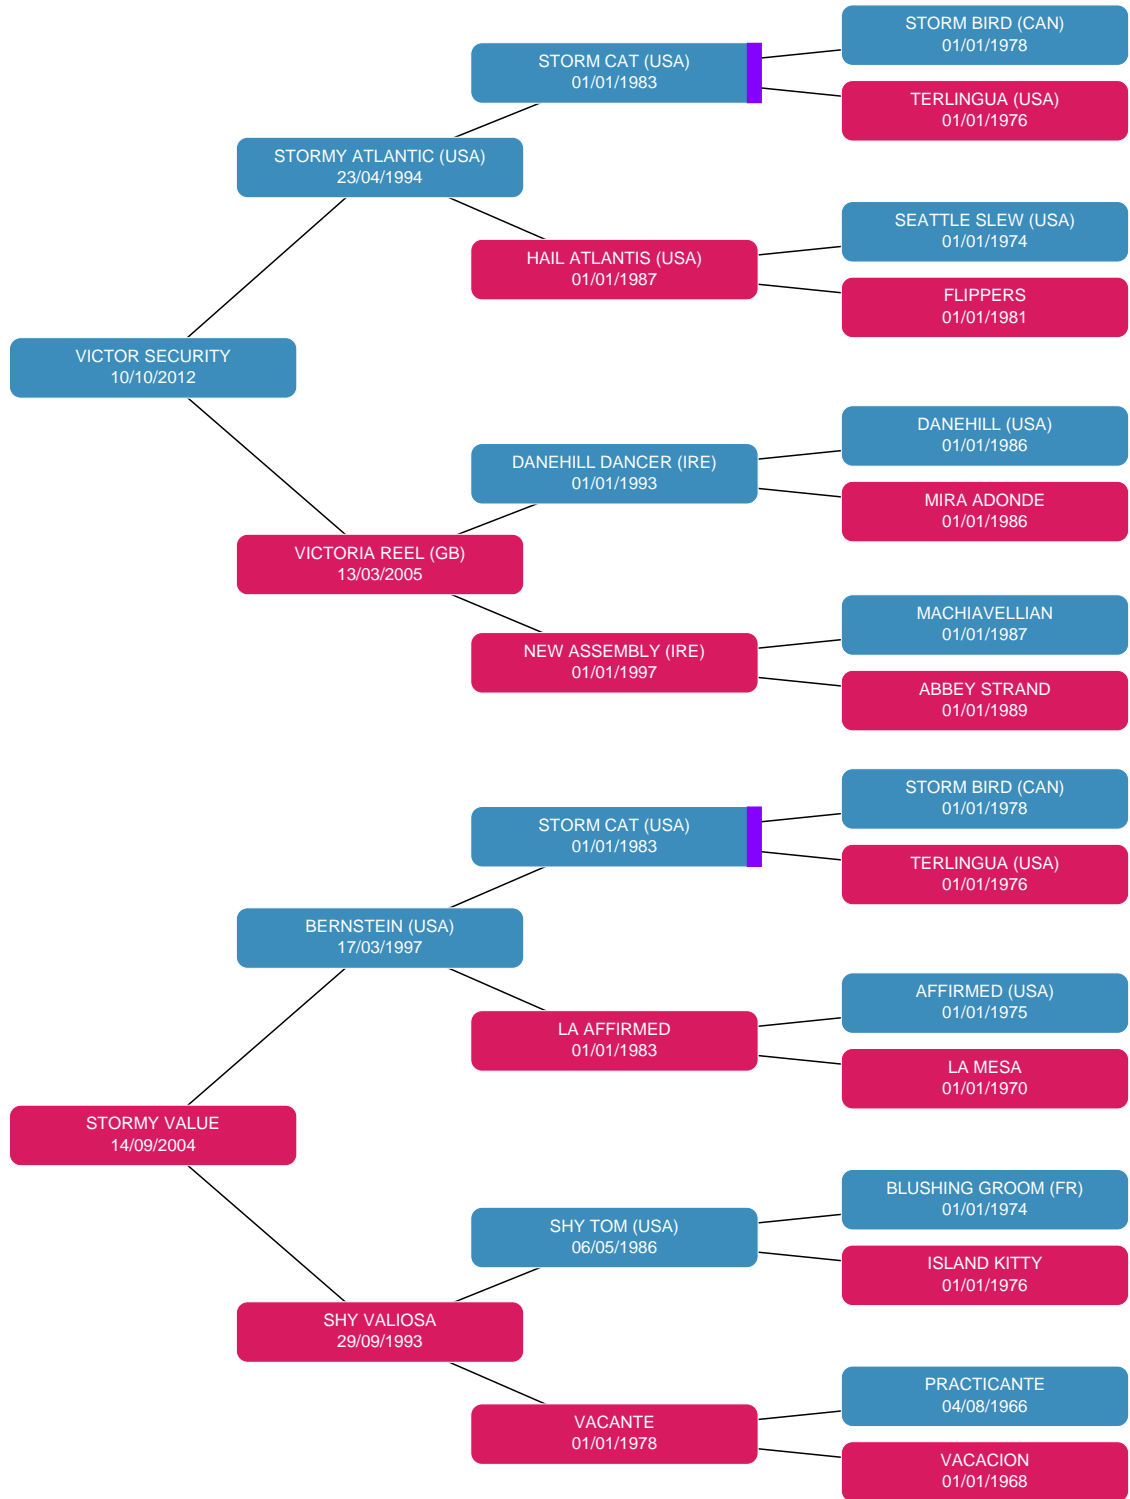 STORM BIRD (CAN)
01/01/1978
STORM CAT (USA)
01/01/1983
TERLINGUA (USA)
01/01/1976
STORMY ATLANTIC (USA)
23/04/1994
SEATTLE SLEW (USA)
01/01/1974
HAIL ATLANTIS (USA)
01/01/1987
FLIPPERS
01/01/1981
VICTOR SECURITY
10/10/2012
DANEHILL (USA)
01/01/1986
DANEHILL DANCER (IRE)
01/01/1993
MIRA ADONDE
01/01/1986
VICTORIA REEL (GB)
13/03/2005
MACHIAVELLIAN
01/01/1987
NEW ASSEMBLY (IRE)
01/01/1997
ABBEY STRAND
01/01/1989
STORM BIRD (CAN)
01/01/1978
STORM CAT (USA)
01/01/1983
TERLINGUA (USA)
01/01/1976
BERNSTEIN (USA)
17/03/1997
AFFIRMED (USA)
01/01/1975
LA AFFIRMED
01/01/1983
LA MESA
01/01/1970
STORMY VALUE
14/09/2004
BLUSHING GROOM (FR)
01/01/1974
SHY TOM (USA)
06/05/1986
ISLAND KITTY
01/01/1976
SHY VALIOSA
29/09/1993
PRACTICANTE
04/08/1966
VACANTE
01/01/1978
VACACION
01/01/1968